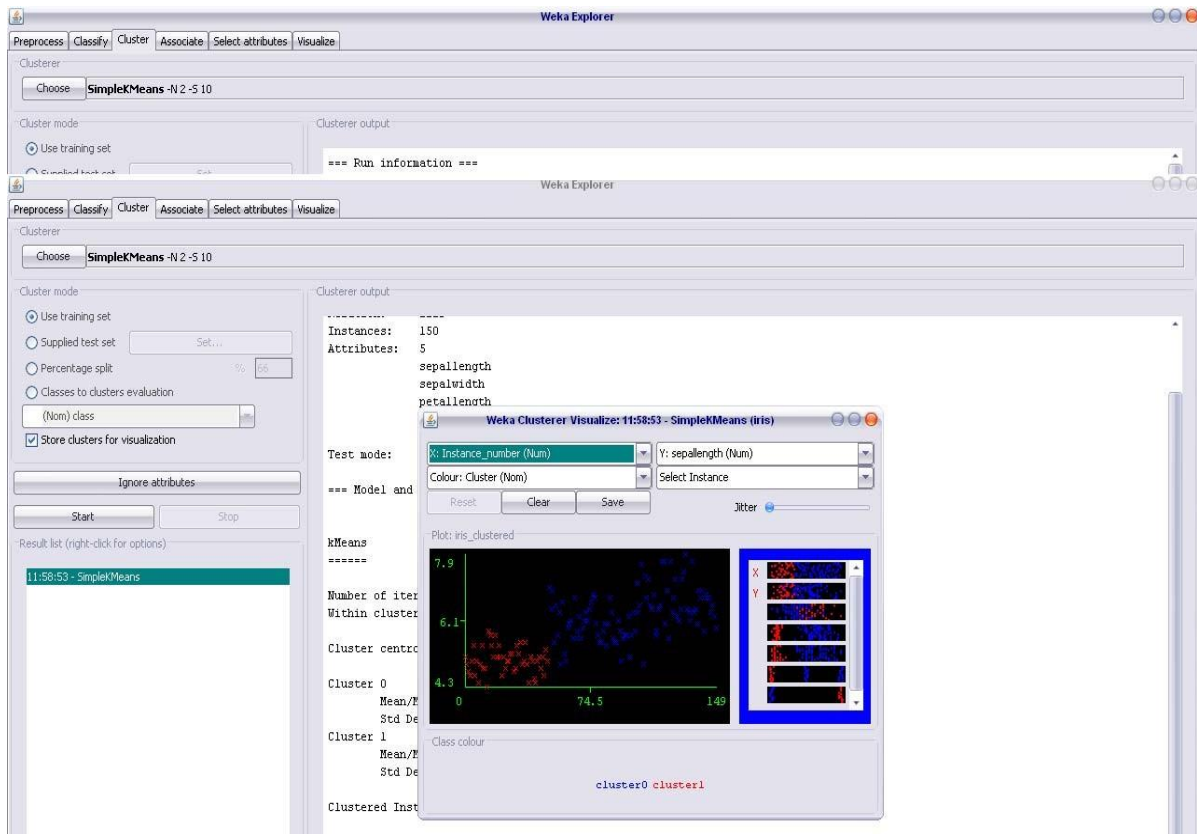 Weka Explorer
Preprocess Classify Cluster Associate Select attributes Visualize
Clusterer
Choose SimpleKMeans -N 2 -S 10
Cluster mode
Clusterer output
Use training set
=== Run information ===
Supplied test set Set...
Weka Explorer
Preprocess Classify Cluster Associate Select attributes Visualize
Clusterer
Choose SimpleKMeans -N 2 -S 10
Cluster mode
Use training set
Supplied test set Set...
Percentage split % 66
Classes to clusters evaluation
(Nom) class
Store clusters for visualization
Ignore attributes
Start Stop
Result list (right-click for options)
11:58:53 - SimpleKMeans
Clusterer output
Instances: 150
Attributes: 5
sepallength
sepalwidth
petallength
Test mode:
=== Model and
kMeans
======
Number of iter
Within cluster
Cluster centro
Cluster 0
Mean/M
Std De
Cluster 1
Mean/M
Std De
Clustered Inst
Weka Clusterer Visualize: 11:58:53 - SimpleKMeans (iris)
X: Instance_number (Num) Y: sepallength (Num)
Colour: Cluster (Nom) Select Instance
Reset Clear Save Jitter
Plot: iris_clustered
7.9
6.1
4.3
0 74.5 149
X
Y
Class colour
cluster0 cluster1